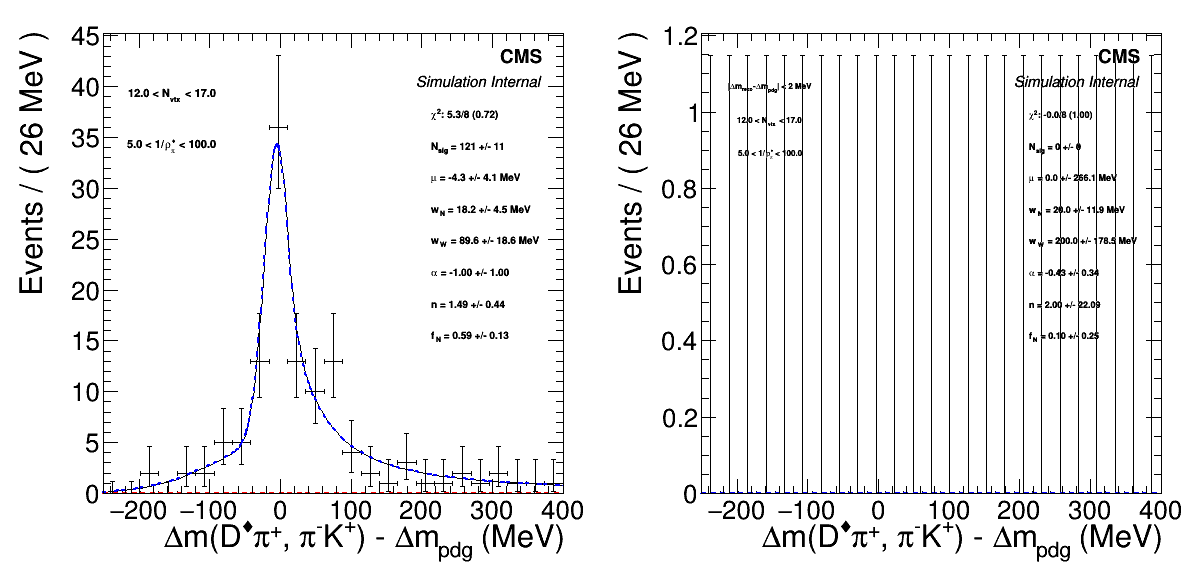 Events / ( 26 MeV )
45
40
35
30
25
20
15
10
5
0
CMS
Simulation Internal
12.0 < N_vtx < 17.0
5.0 < 1/ρ*_π < 100.0
χ²: 5.3/8 (0.72)
N_sig = 121 +/- 11
μ = -4.3 +/- 4.1 MeV
w_N = 18.2 +/- 4.5 MeV
w_W = 89.6 +/- 18.6 MeV
α = -1.00 +/- 1.00
n = 1.49 +/- 0.44
f_N = 0.59 +/- 0.13
−200 −100 0 100 200 300 400
Δm(D♦π⁺, π⁻K⁺) - Δm_pdg (MeV)
Events / ( 26 MeV )
1.2
1
0.8
0.6
0.4
0.2
0
CMS
Simulation Internal
|Δm_reco-Δm_pdg| < 2 MeV
12.0 < N_vtx < 17.0
5.0 < 1/ρ*_π < 100.0
χ²: -0.0/8 (1.00)
N_sig = 0 +/- 0
μ = 0.0 +/- 266.1 MeV
w_N = 20.0 +/- 11.9 MeV
w_W = 200.0 +/- 178.5 MeV
α = -0.43 +/- 0.34
n = 2.00 +/- 22.09
f_N = 0.10 +/- 0.25
−200 −100 0 100 200 300 400
Δm(D♦π⁺, π⁻K⁺) - Δm_pdg (MeV)